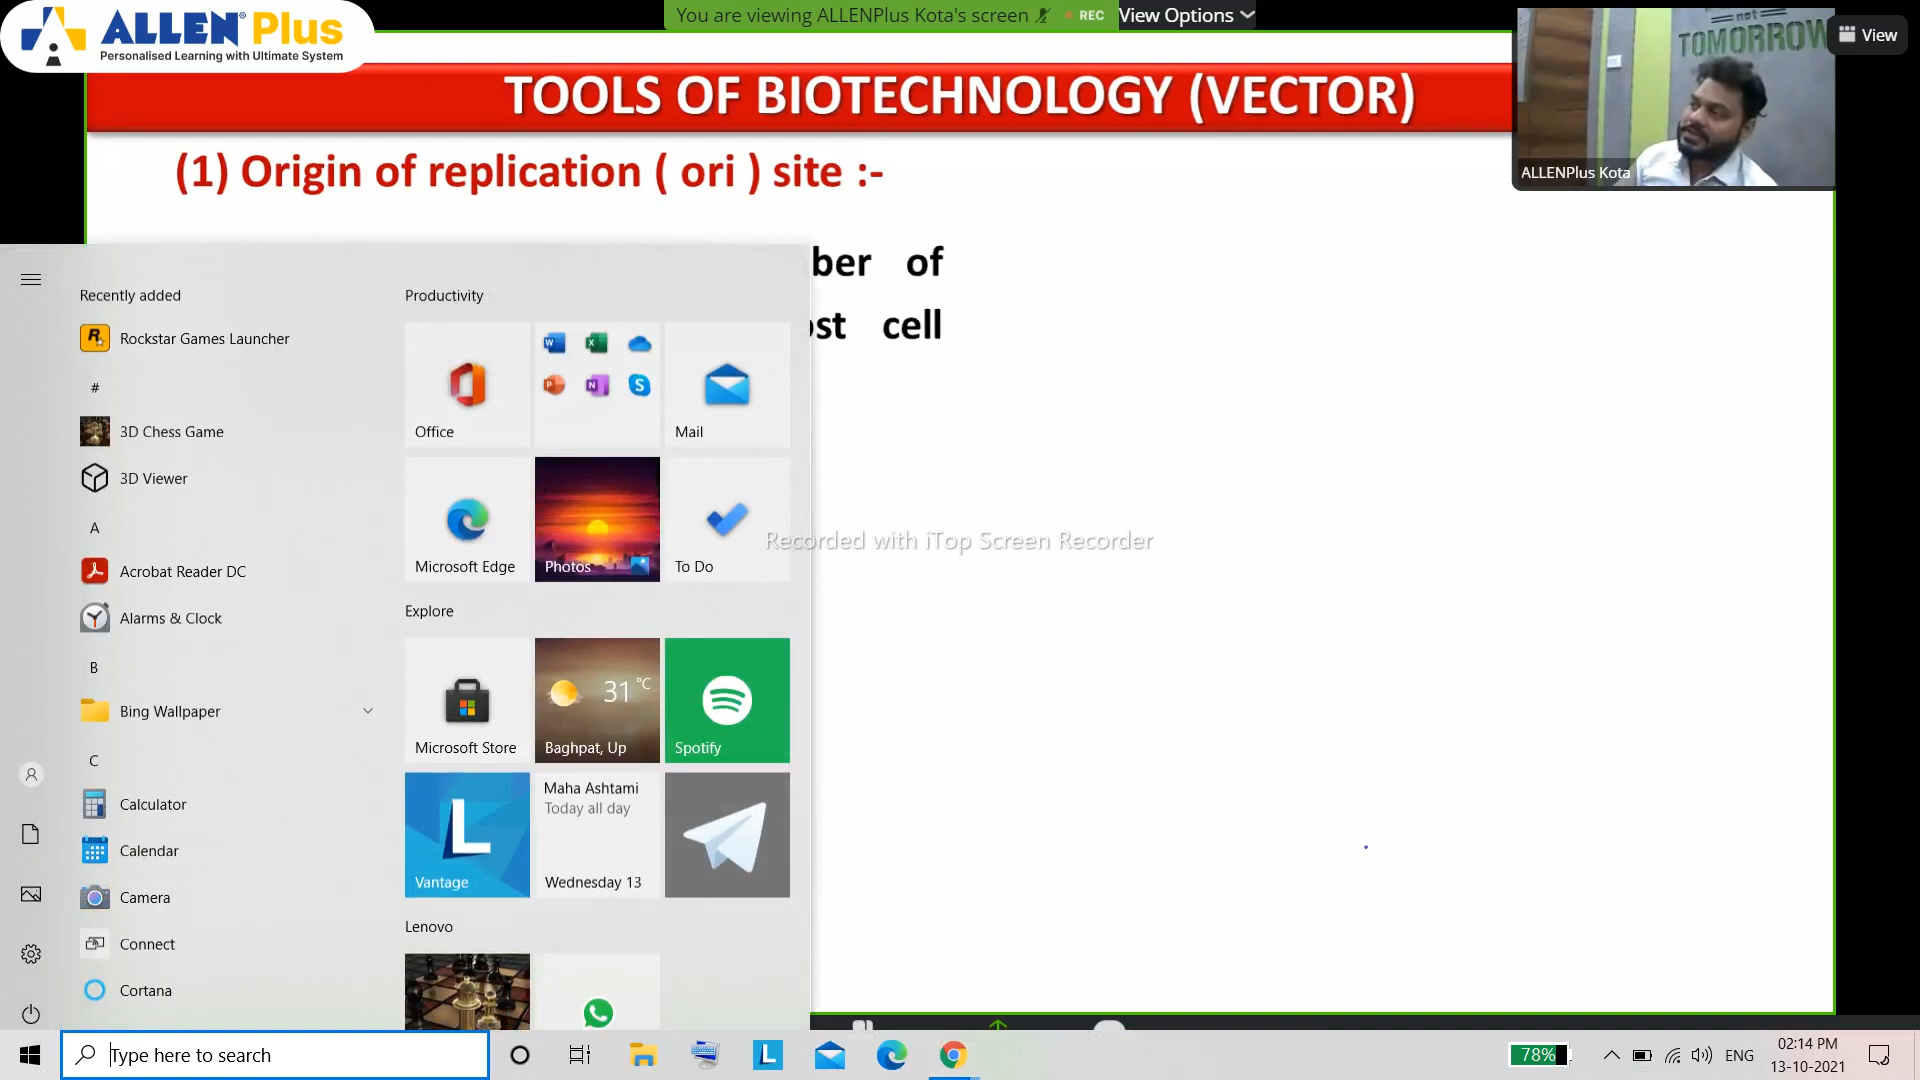 ALLEN Plus
Personalised Learning with Ultimate System
You are viewing ALLENPlus Kota's screen
REC
View Options
View
not
TOMORROW
ALLENPlus Kota
TOOLS OF BIOTECHNOLOGY (VECTOR)
(1) Origin of replication ( ori ) site :-
ber of
ost cell
Recently added
Rockstar Games Launcher
#
3D Chess Game
3D Viewer
A
Acrobat Reader DC
Alarms & Clock
B
Bing Wallpaper
C
Calculator
Calendar
Camera
Connect
Cortana
Productivity
Office
Mail
Microsoft Edge
Photos
To Do
Explore
Microsoft Store
31 °C
Baghpat, Up
Spotify
Vantage
Maha Ashtami
Today all day
Wednesday 13
Lenovo
Recorded with iTop Screen Recorder
Type here to search
78%
ENG
02:14 PM
13-10-2021